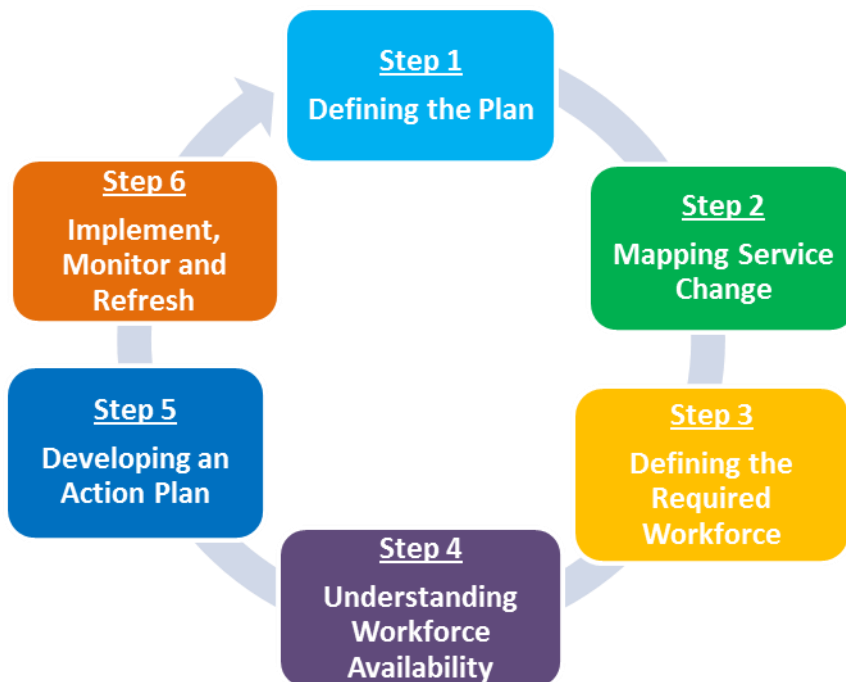 Step 1
Defining the Plan
Step 2
Mapping Service
Change
Step 3
Defining the
Required
Workforce
Step 4
Understanding
Workforce
Availability
Step 5
Developing an
Action Plan
Step 6
Implement,
Monitor and
Refresh